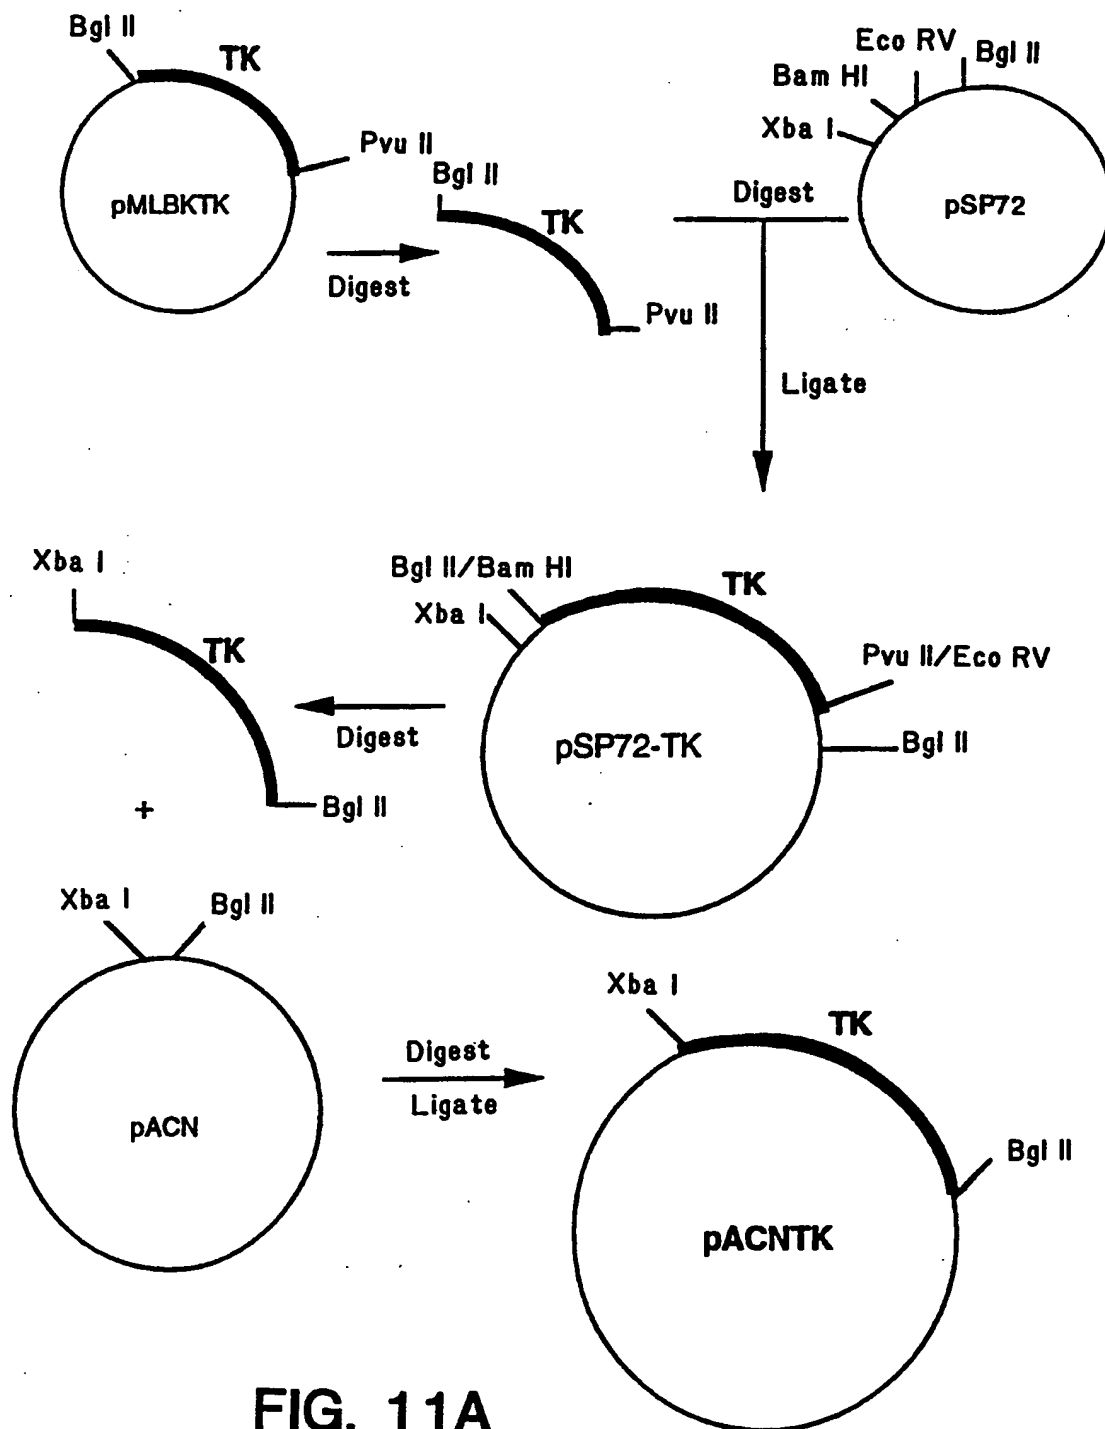 Bgl II
TK
Pvu II
pMLBKTK
Digest
Bgl II
TK
Pvu II
Digest
Eco RV
Bgl II
Bam HI
Xba I
pSP72
Ligate
Xba I
TK
Bgl II
Digest
Bgl II/Bam HI
Xba I
TK
Pvu II/Eco RV
Bgl II
pSP72-TK
+
Xba I
Bgl II
pACN
Digest
Ligate
Xba I
TK
Bgl II
pACNTK
FIG. 11A